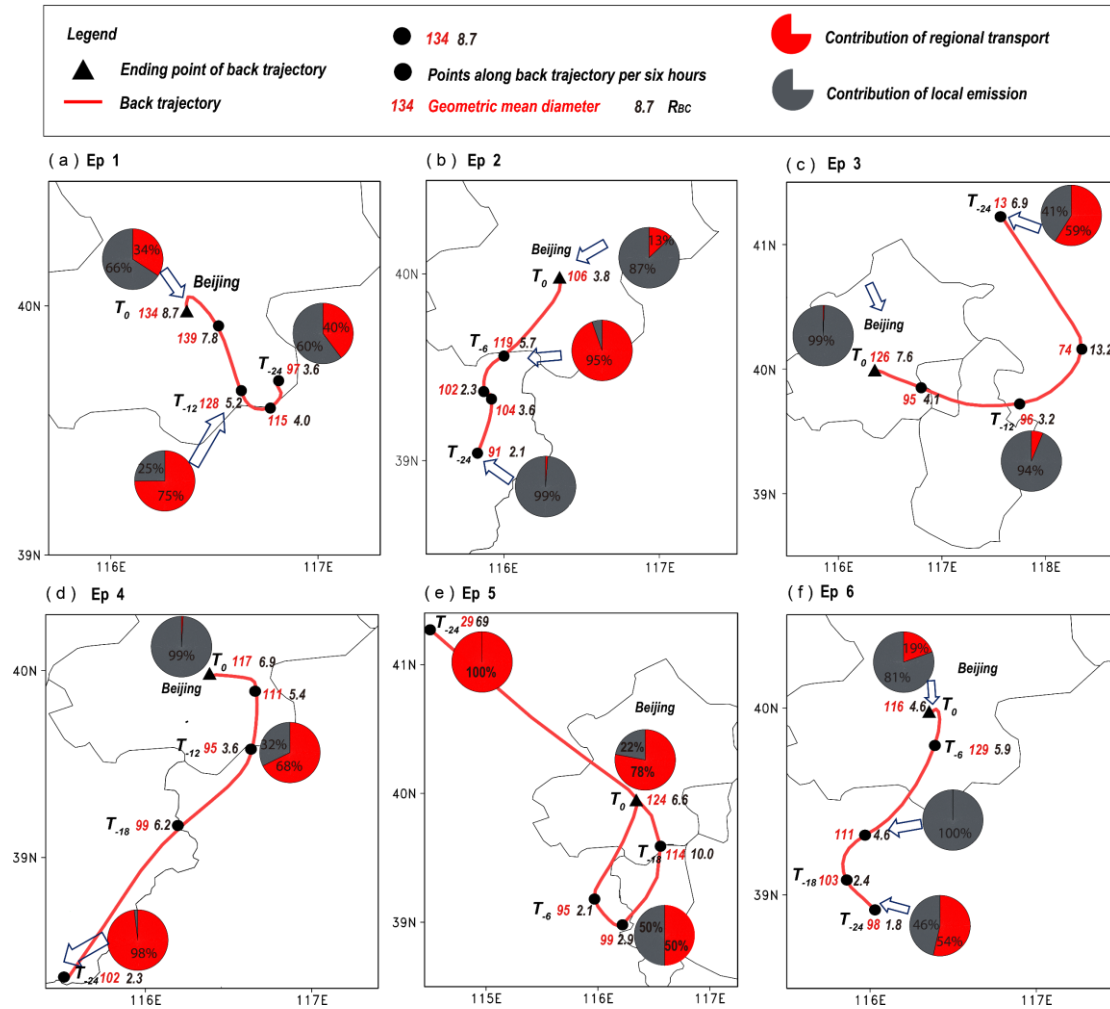 Legend
134 8.7
Contribution of regional transport
Ending point of back trajectory
Points along back trajectory per six hours
Contribution of local emission
Back trajectory
134 Geometric mean diameter 8.7 RBC
(a) Ep 1
34%
66%
Beijing
T0 134 8.7
139 7.8
40%
60%
T-24 97 3.6
T-12 128 5.2
115 4.0
25%
75%
40N
39N
116E 117E
(b) Ep 2
13%
87%
Beijing
T0 106 3.8
T-6 119 5.7
95%
102 2.3
104 3.6
T-24 91 2.1
99%
40N
39N
116E 117E
(c) Ep 3
T-24 13 6.9
41%
59%
Beijing
99%
T0 126 7.6
74 13.2
95 4.1
T-12 96 3.2
94%
41N
40N
39N
116E 117E 118E
(d) Ep 4
99%
T0 117 6.9
Beijing
111 5.4
T-12 95 3.6
32%
68%
T-18 99 6.2
98%
T-24 102 2.3
40N
39N
116E 117E
(e) Ep 5
T-24 29 69
100%
Beijing
22%
78%
T0 124 6.6
T-18 114 10.0
T-6 95 2.1
99 2.9
50%
50%
41N
40N
39N
115E 116E 117E
(f) Ep 6
19%
81%
Beijing
116 4.6 T0
T-6 129 5.9
111 4.6
100%
T-18 103 2.4
T-24 98 1.8
46%
54%
40N
39N
116E 117E